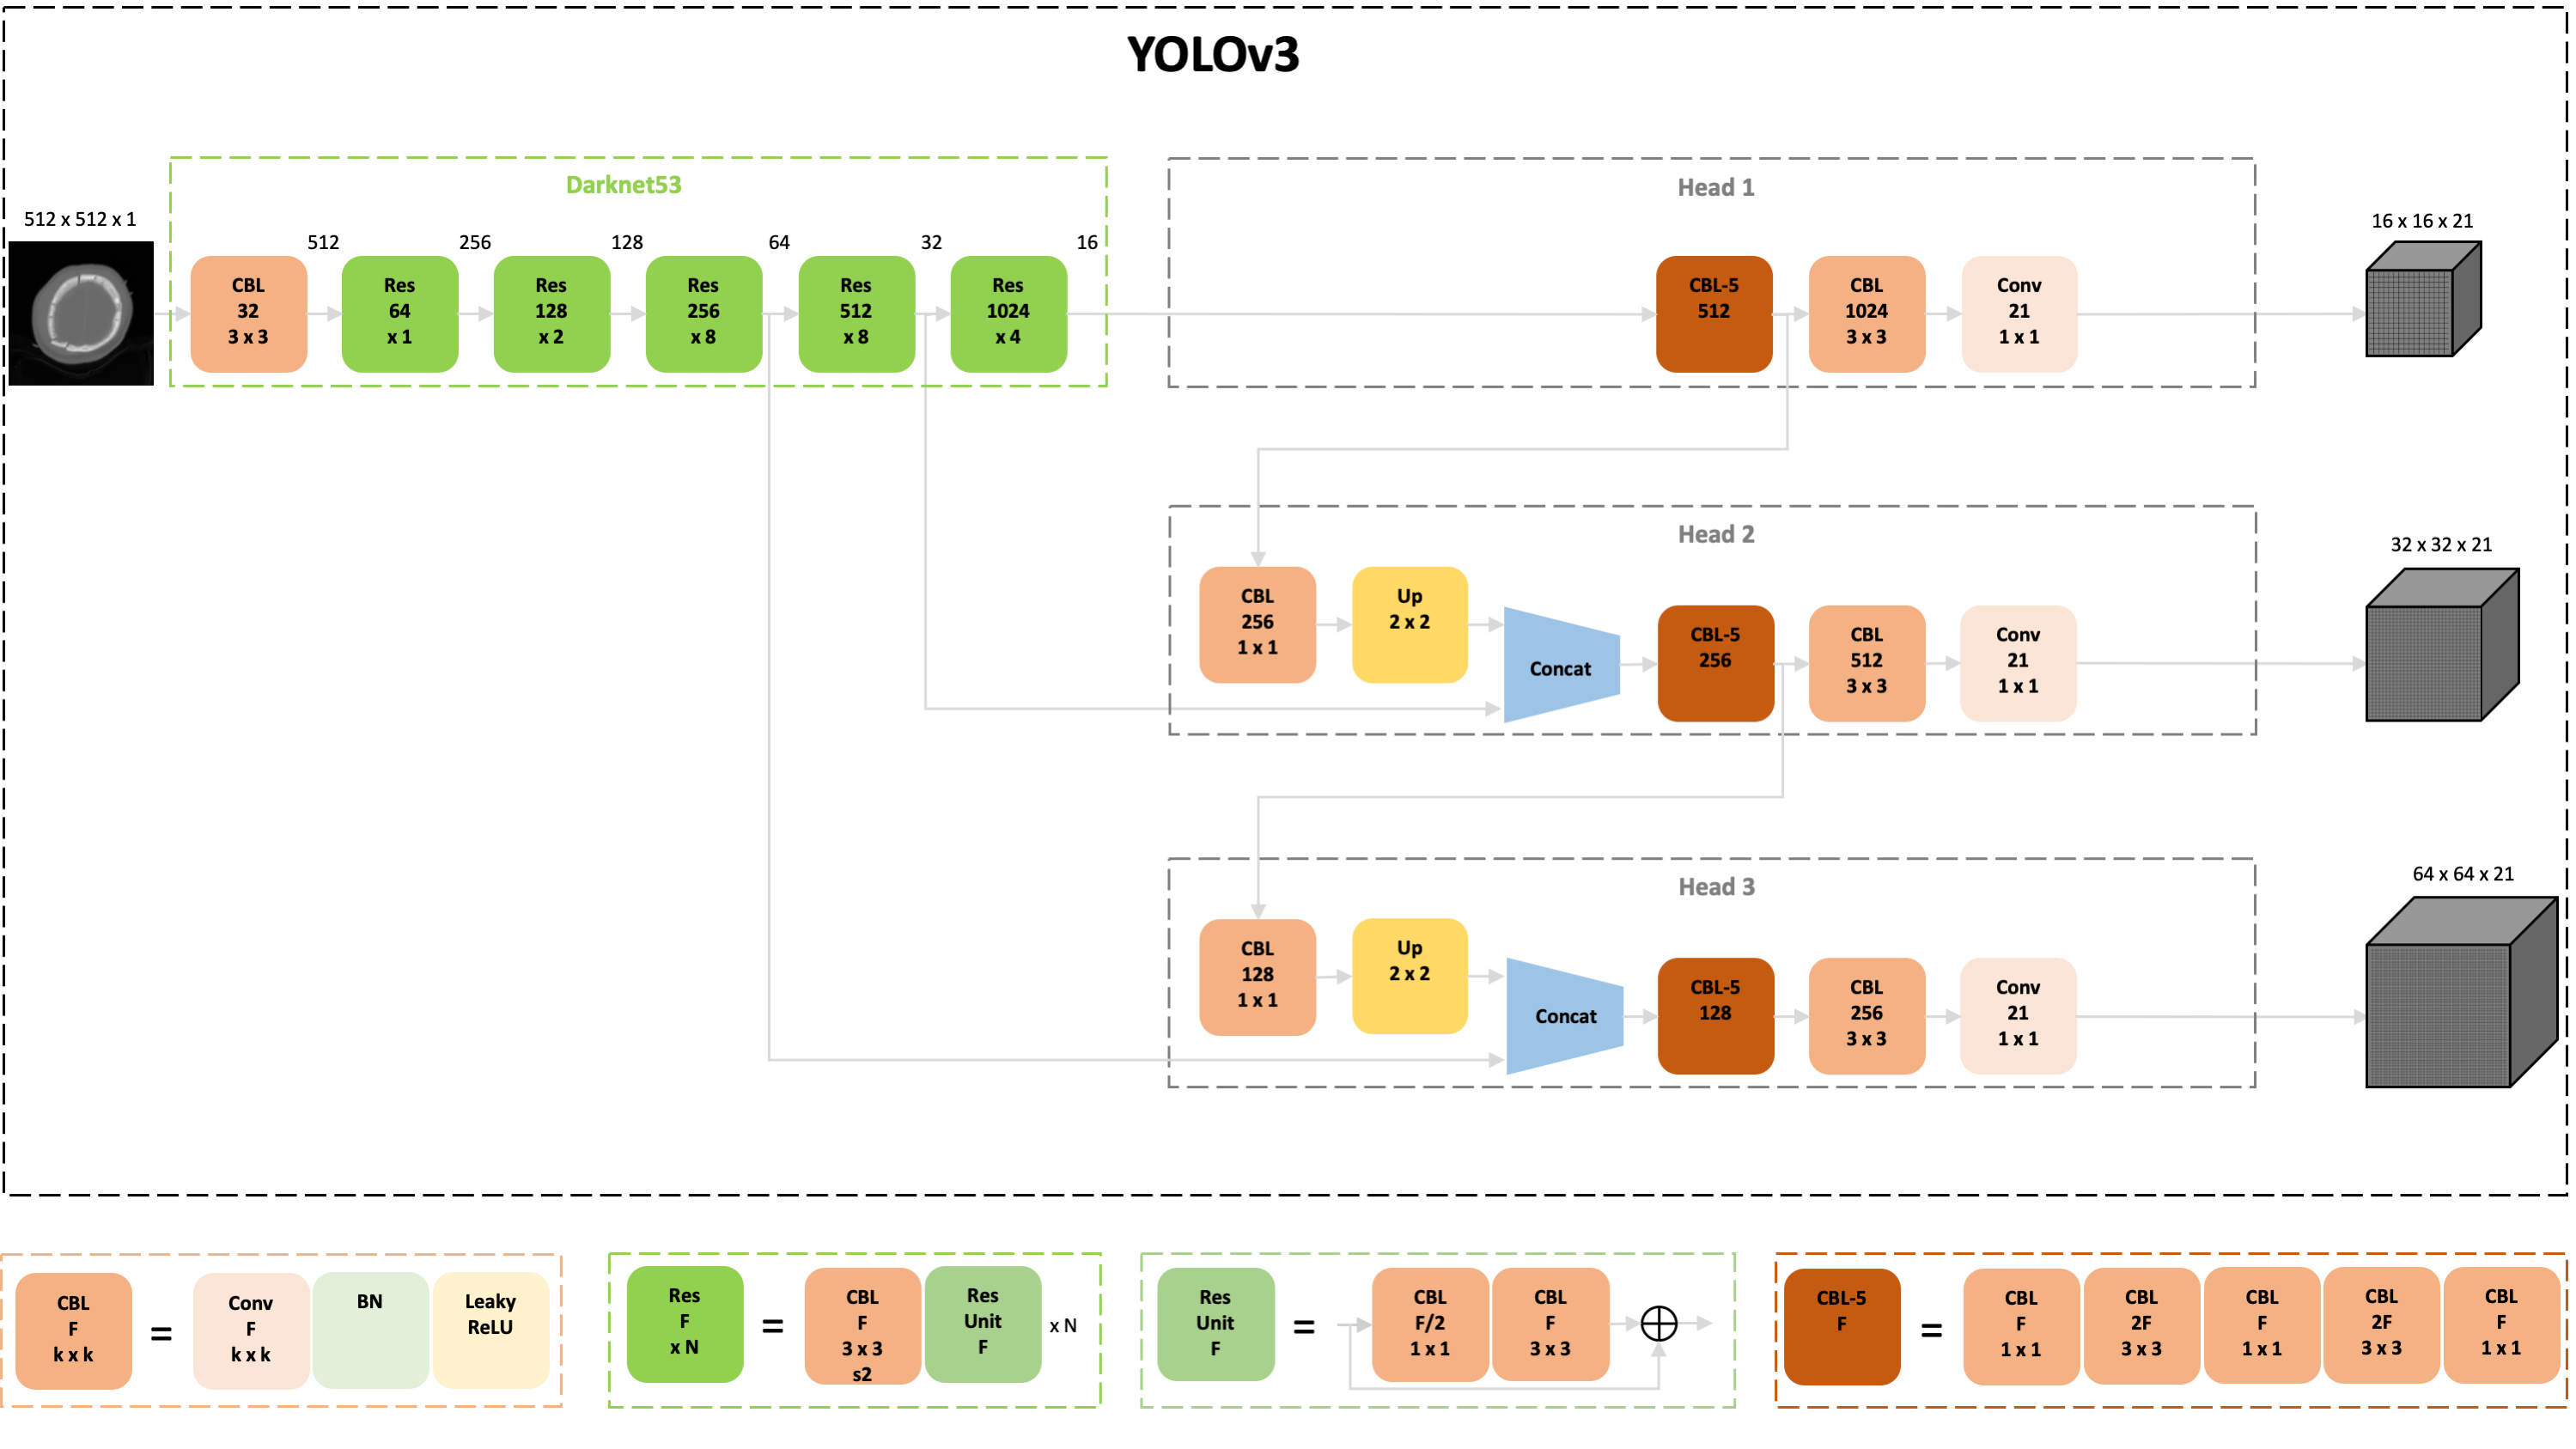 YOLOv3
Darknet53
512 x 512 x 1
512
256
128
64
32
16
CBL
32
3 x 3
Res
64
x 1
Res
128
x 2
Res
256
x 8
Res
512
x 8
Res
1024
x 4
Head 1
CBL-5
512
CBL
1024
3 x 3
Conv
21
1 x 1
16 x 16 x 21
Head 2
CBL
256
1 x 1
Up
2 x 2
Concat
CBL-5
256
CBL
512
3 x 3
Conv
21
1 x 1
32 x 32 x 21
Head 3
CBL
128
1 x 1
Up
2 x 2
Concat
CBL-5
128
CBL
256
3 x 3
Conv
21
1 x 1
64 x 64 x 21
CBL
F
k x k
=
Conv
F
k x k
BN
Leaky
ReLU
Res
F
x N
=
CBL
F
3 x 3
s2
Res
Unit
F
x N
Res
Unit
F
=
CBL
F/2
1 x 1
CBL
F
3 x 3
CBL-5
F
=
CBL
F
1 x 1
CBL
2F
3 x 3
CBL
F
1 x 1
CBL
2F
3 x 3
CBL
F
1 x 1